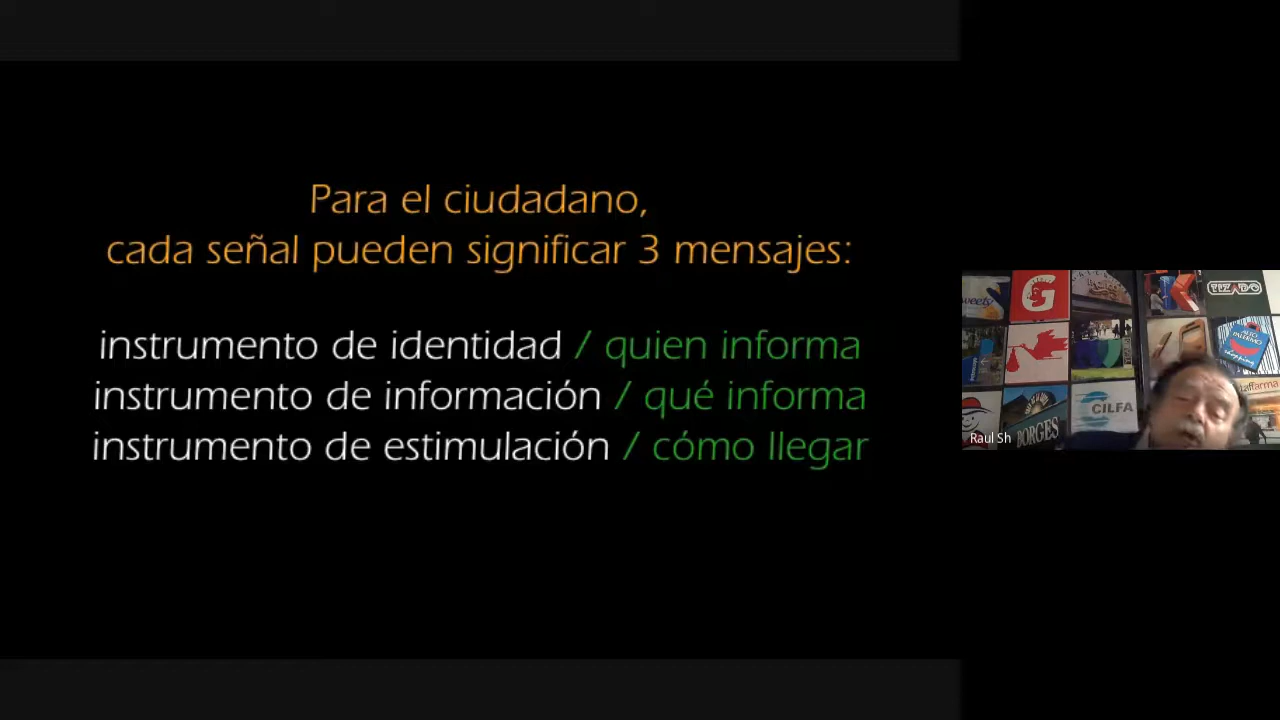 Para el ciudadano,
cada señal pueden significar 3 mensajes:
instrumento de identidad / quien informa
instrumento de información / qué informa
instrumento de estimulación / cómo llegar
G
TIZADO
CILFA
BORGES
Raul Sh